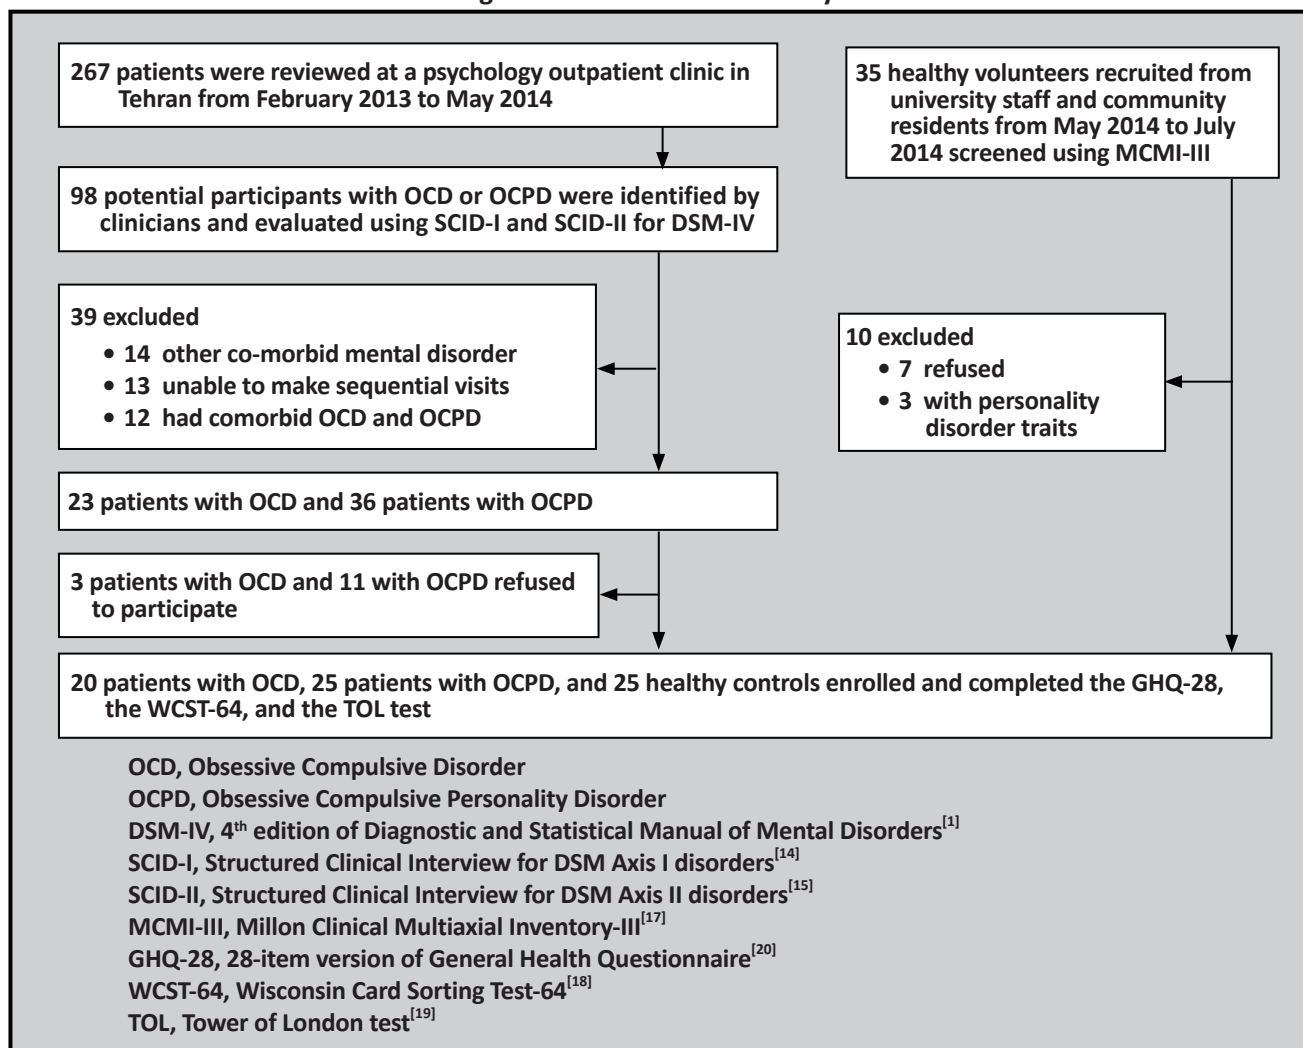 267 patients were reviewed at a psychology outpatient clinic in
Tehran from February 2013 to May 2014
35 healthy volunteers recruited from
university staff and community
residents from May 2014 to July
2014 screened using MCMI-III
98 potential participants with OCD or OCPD were identified by
clinicians and evaluated using SCID-I and SCID-II for DSM-IV
39 excluded
• 14 other co-morbid mental disorder
• 13 unable to make sequential visits
• 12 had comorbid OCD and OCPD
10 excluded
• 7 refused
• 3 with personality
disorder traits
23 patients with OCD and 36 patients with OCPD
3 patients with OCD and 11 with OCPD refused
to participate
20 patients with OCD, 25 patients with OCPD, and 25 healthy controls enrolled and completed the GHQ-28,
the WCST-64, and the TOL test
OCD, Obsessive Compulsive Disorder
OCPD, Obsessive Compulsive Personality Disorder
DSM-IV, 4th edition of Diagnostic and Statistical Manual of Mental Disorders[1]
SCID-I, Structured Clinical Interview for DSM Axis I disorders[14]
SCID-II, Structured Clinical Interview for DSM Axis II disorders[15]
MCMI-III, Millon Clinical Multiaxial Inventory-III[17]
GHQ-28, 28-item version of General Health Questionnaire[20]
WCST-64, Wisconsin Card Sorting Test-64[18]
TOL, Tower of London test[19]